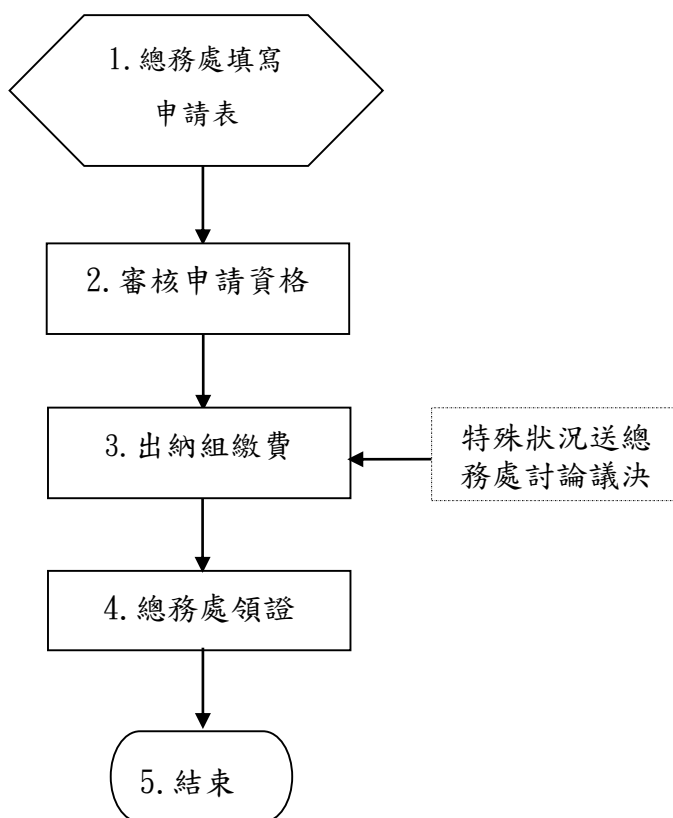 1.總務處填寫
申請表
2.審核申請資格
3.出納組繳費
特殊狀況送總
務處討論議決
4.總務處領證
5.結束